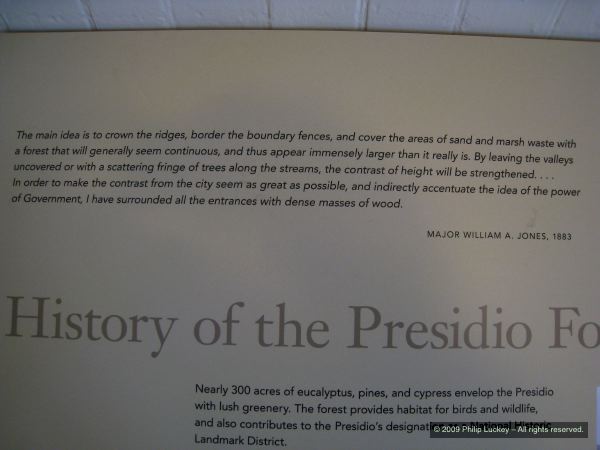 The main idea is to crown the ridges, border the boundary fences, and cover the areas of sand and marsh waste with
a forest that will generally seem continuous, and thus appear immensely larger than it really is. By leaving the valleys
uncovered or with a scattering fringe of trees along the streams, the contrast of height will be strengthened. . . .
In order to make the contrast from the city seem as great as possible, and indirectly accentuate the idea of the power
of Government, I have surrounded all the entrances with dense masses of wood.
MAJOR WILLIAM A. JONES, 1883
History of the Presidio Fo
Nearly 300 acres of eucalyptus, pines, and cypress envelop the Presidio
with lush greenery. The forest provides habitat for birds and wildlife,
and also contributes to the Presidio's designation as a National Historic
Landmark District.
© 2009 Philip Luckey – All rights reserved.